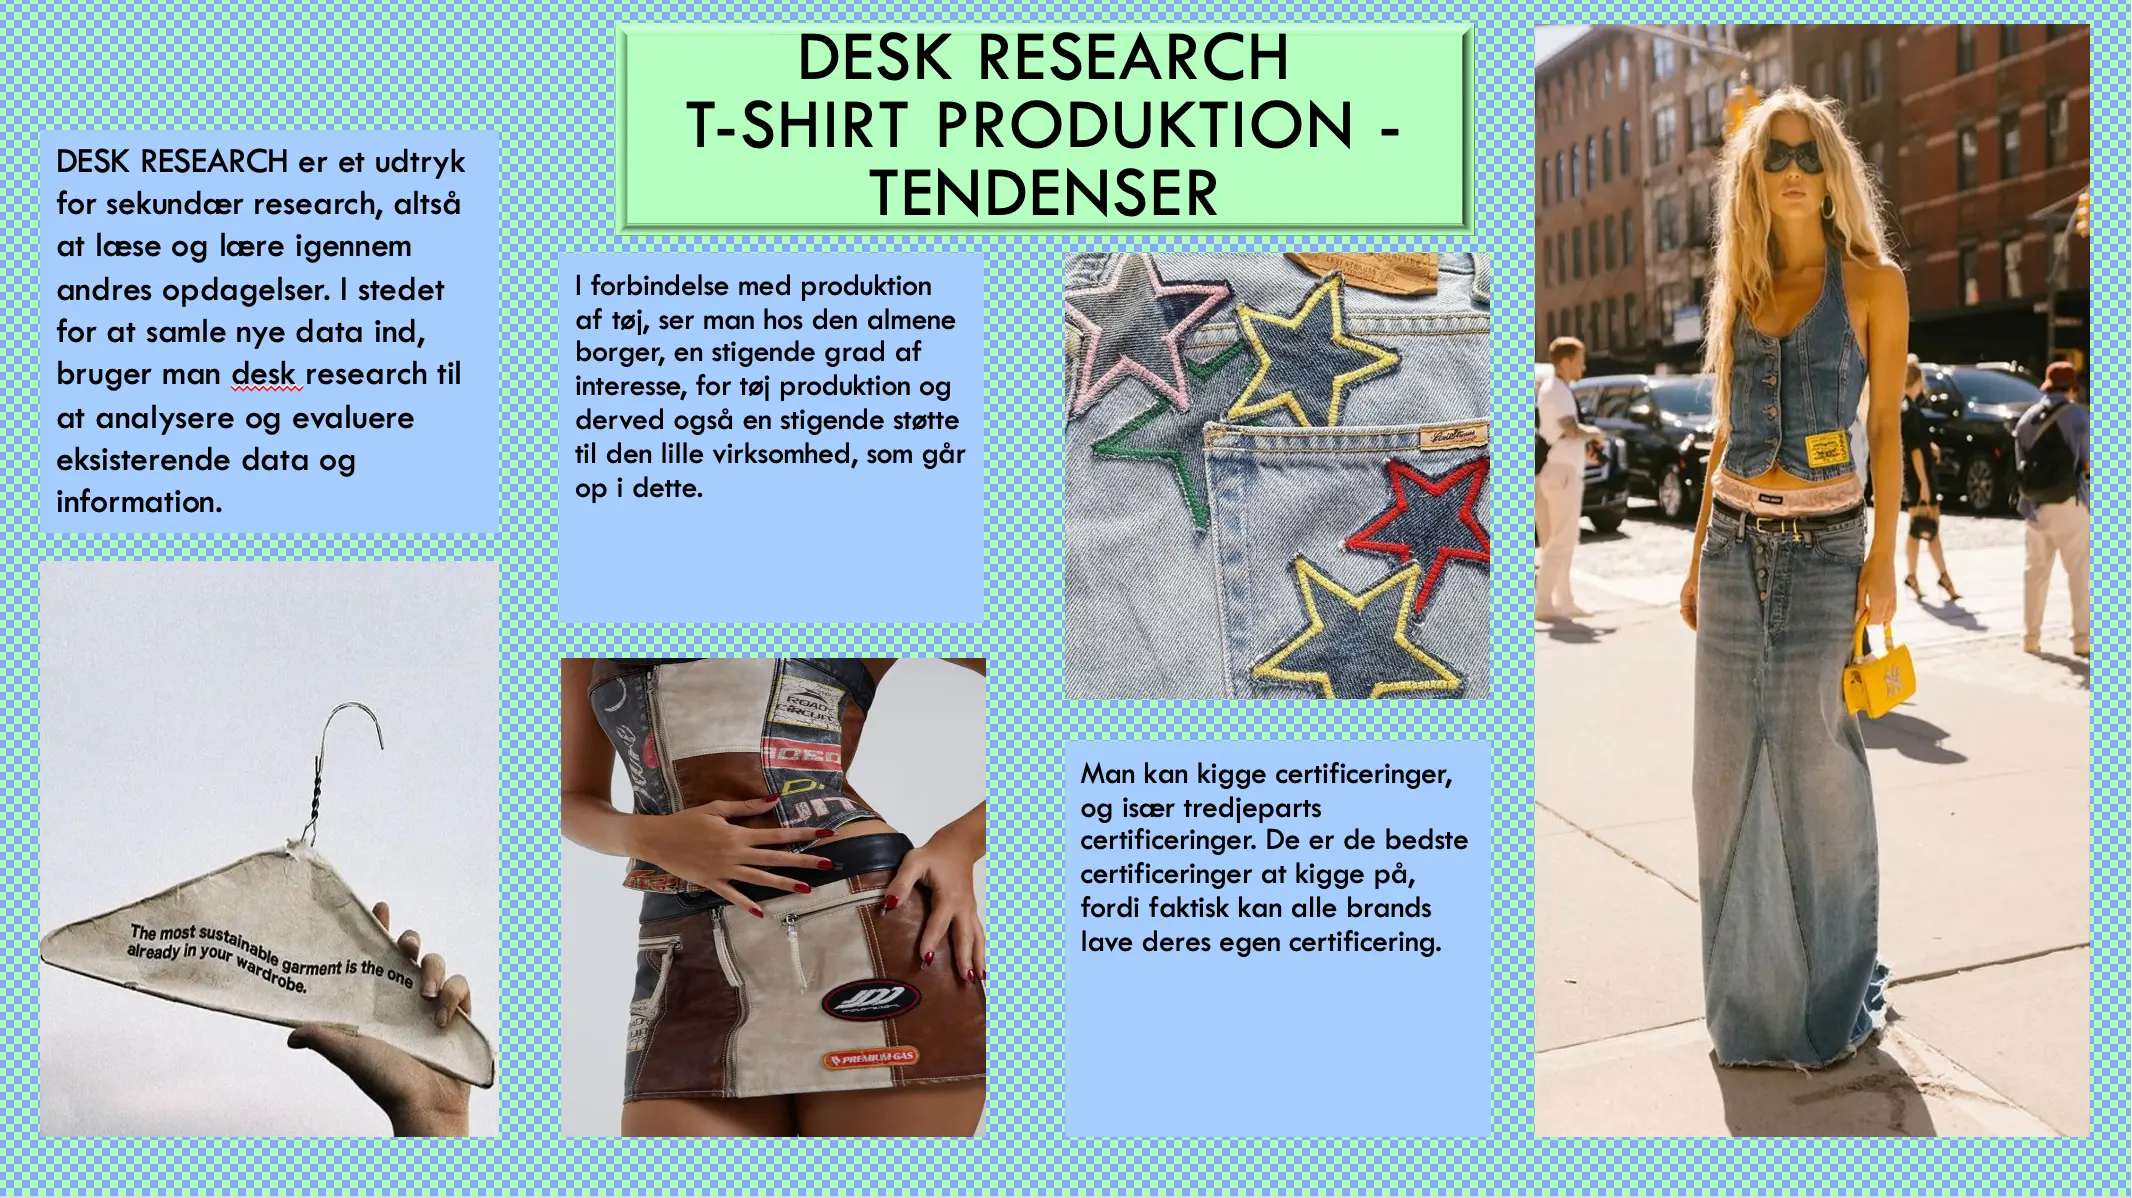 DESK RESEARCH
T-SHIRT PRODUKTION -
TENDENSER
DESK RESEARCH er et udtryk
for sekundær research, altså
at læse og lære igennem
andres opdagelser. I stedet
for at samle nye data ind,
bruger man desk research til
at analysere og evaluere
eksisterende data og
information.
The most sustainable garment is the one
already in your wardrobe.
I forbindelse med produktion
af tøj, ser man hos den almene
borger, en stigende grad af
interesse, for tøj produktion og
derved også en stigende støtte
til den lille virksomhed, som går
op i dette.
ROAD
CIRCUIT
PREMIUM-GAS
Man kan kigge certificeringer,
og især tredjeparts
certificeringer. De er de bedste
certificeringer at kigge på,
fordi faktisk kan alle brands
lave deres egen certificering.